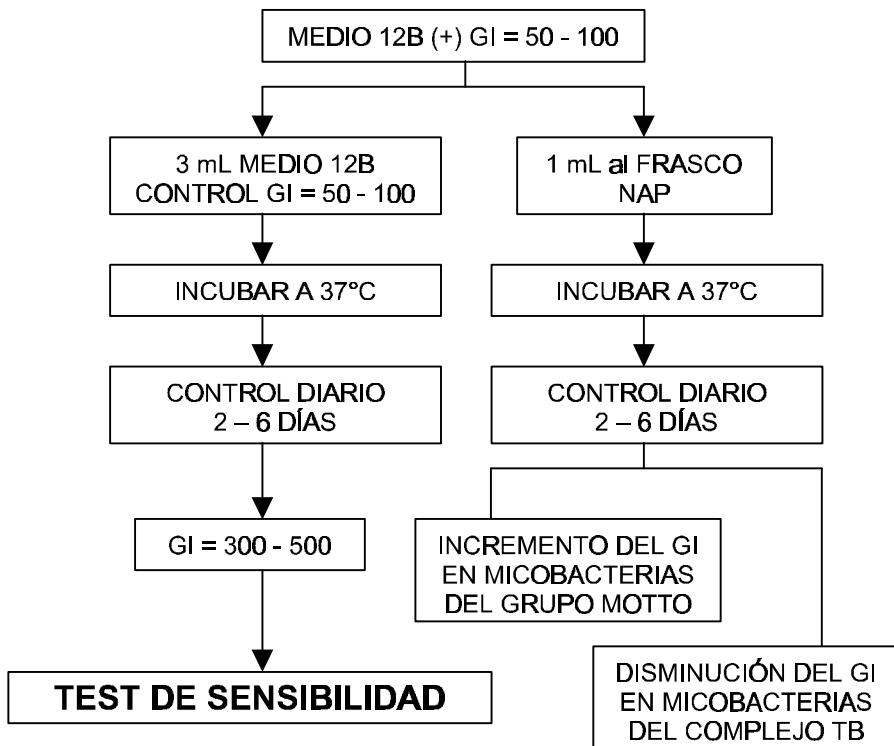 MEDIO 12B (+) GI = 50 - 100
3 mL MEDIO 12B
CONTROL GI = 50 - 100
1 mL al FRASCO
NAP
INCUBAR A 37°C
INCUBAR A 37°C
CONTROL DIARIO
2 – 6 DÍAS
CONTROL DIARIO
2 – 6 DÍAS
GI = 300 - 500
INCREMENTO DEL GI
EN MICOBACTERIAS
DEL GRUPO MOTTO
TEST DE SENSIBILIDAD
DISMINUCIÓN DEL GI
EN MICOBACTERIAS
DEL COMPLEJO TB